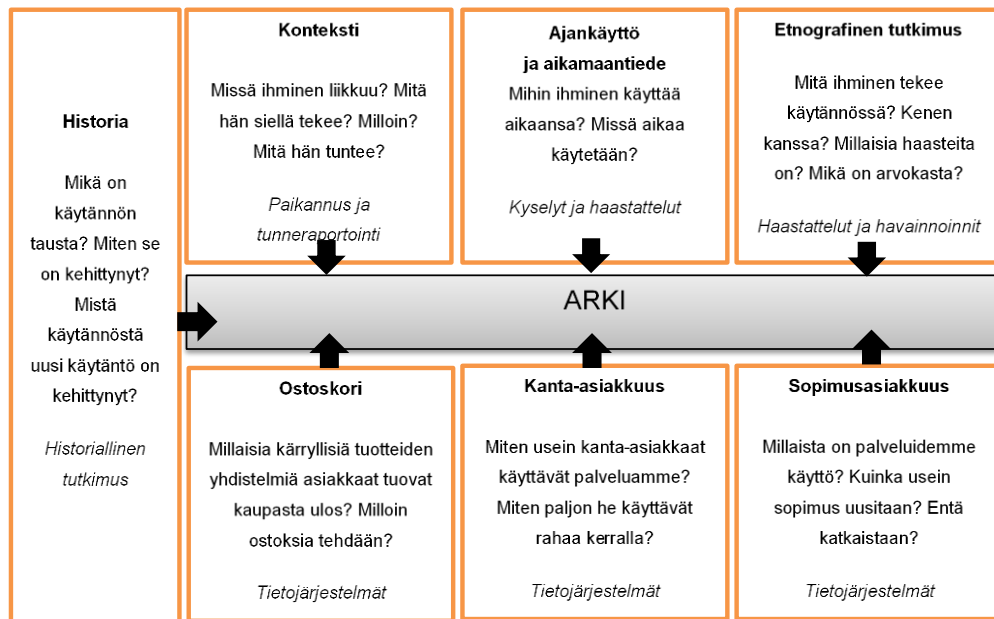 Historia
Mikä on
käytännön
tausta? Miten se
on kehittynyt?
Mistä
käytännöstä
uusi käytäntö on
kehittynyt?
Historiallinen
tutkimus
Konteksti
Missä ihminen liikkuu? Mitä
hän siellä tekee? Milloin?
Mitä hän tuntee?
Paikannus ja
tunneraportointi
Ajankäyttö
ja aikamaantiede
Mihin ihminen käyttää
aikaansa? Missä aikaa
käytetään?
Kyselyt ja haastattelut
Etnografinen tutkimus
Mitä ihminen tekee
käytännössä? Kenen
kanssa? Millaisia haasteita
on? Mikä on arvokasta?
Haastattelut ja havainnoinnit
ARKI
Ostoskori
Millaisia kärryllisiä tuotteiden
yhdistelmiä asiakkaat tuovat
kaupasta ulos? Milloin
ostoksia tehdään?
Tietojärjestelmät
Kanta-asiakkuus
Miten usein kanta-asiakkaat
käyttävät palveluamme?
Miten paljon he käyttävät
rahaa kerralla?
Tietojärjestelmät
Sopimusasiakkuus
Millaista on palveluidemme
käyttö? Kuinka usein
sopimus uusitaan? Entä
katkaistaan?
Tietojärjestelmät